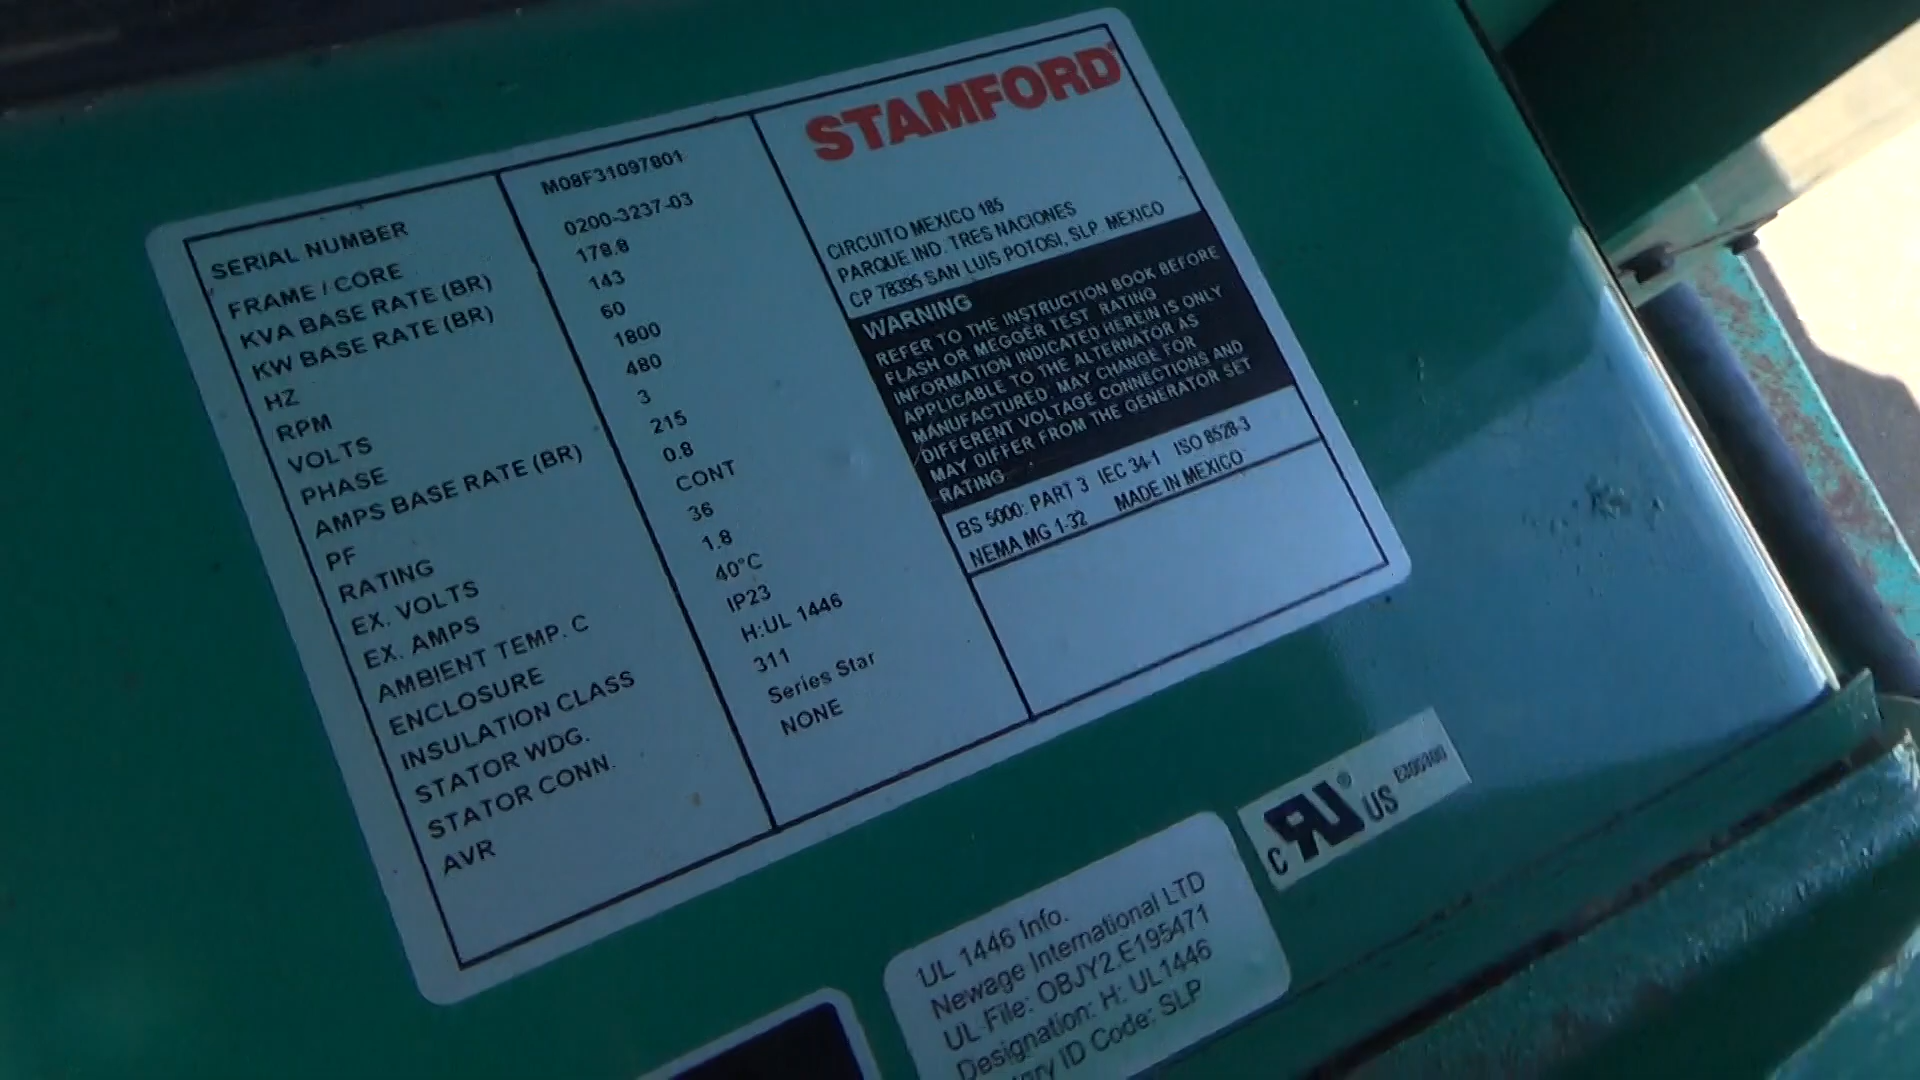 STAMFORD
SERIAL NUMBER M08F31097801
FRAME / CORE 0200-3237-03
KVA BASE RATE (BR) 178.8
KW BASE RATE (BR) 143
HZ 60
RPM 1800
VOLTS 480
PHASE 3
AMPS BASE RATE (BR) 215
PF 0.8
RATING CONT
EX. VOLTS 36
EX. AMPS 1.8
AMBIENT TEMP. C 40°C
ENCLOSURE IP23
INSULATION CLASS H:UL 1446
STATOR WDG. 311
STATOR CONN. Series Star
AVR NONE
CIRCUITO MEXICO 185
PARQUE IND. TRES NACIONES
CP 78395 SAN LUIS POTOSI, SLP MEXICO
WARNING
REFER TO THE INSTRUCTION BOOK BEFORE
FLASH OR MEGGER TEST RATING
INFORMATION INDICATED HEREIN IS ONLY
APPLICABLE TO THE ALTERNATOR AS
MANUFACTURED. MAY CHANGE FOR
DIFFERENT VOLTAGE CONNECTIONS AND
MAY DIFFER FROM THE GENERATOR SET
RATING
BS 5000: PART 3 IEC 34-1 ISO 8528-3
NEMA MG 1-32 MADE IN MEXICO
C RU® US
UL 1446 Info.
Newage International LTD
UL File: OBJY2.E195471
Designation: H: UL1446
ID Code: SLP